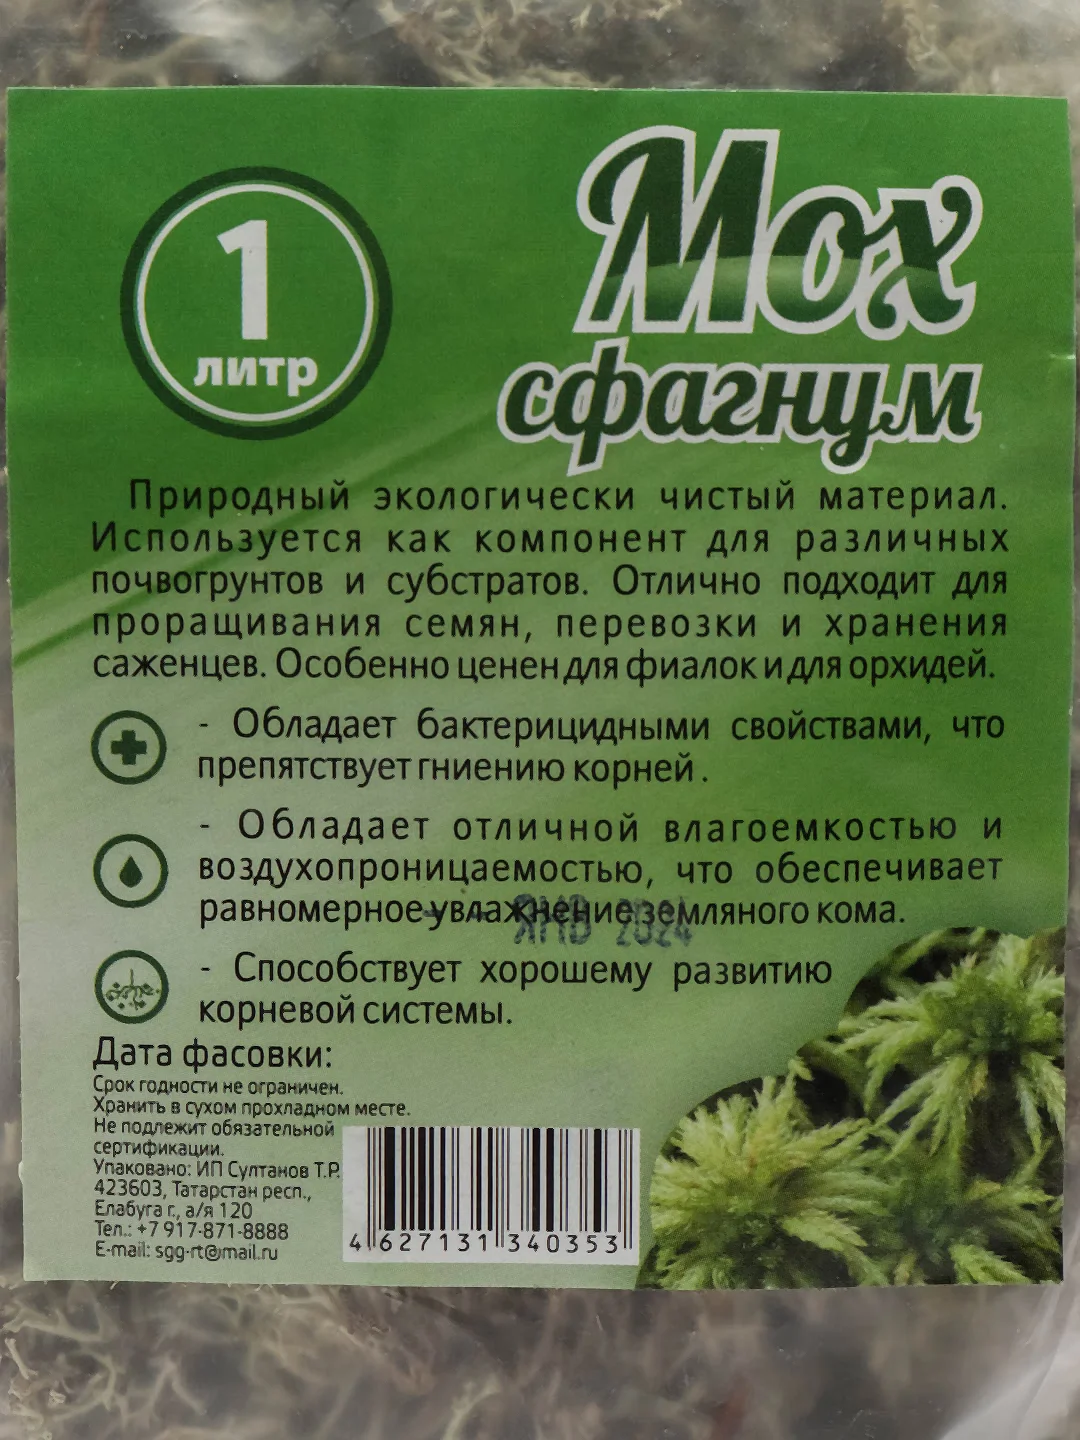 1
литр
Мох
сфагнум
Природный экологически чистый материал.
Используется как компонент для различных
почвогрунтов и субстратов. Отлично подходит для
проращивания семян, перевозки и хранения
саженцев. Особенно ценен для фиалок и для орхидей.
- Обладает бактерицидными свойствами, что
препятствует гниению корней.
- Обладает отличной влагоемкостью и
воздухопроницаемостью, что обеспечивает
равномерное увлажнение земляного кома.
ЯНВ 2024
- Способствует хорошему развитию
корневой системы.
Дата фасовки:
Срок годности не ограничен.
Хранить в сухом прохладном месте.
Не подлежит обязательной
сертификации.
Упаковано: ИП Султанов Т.Р.
423603, Татарстан респ.,
Елабуга г., а/я 120
Тел.: +7 917-871-8888
E-mail: sgg-rt@mail.ru
4 627131 340353